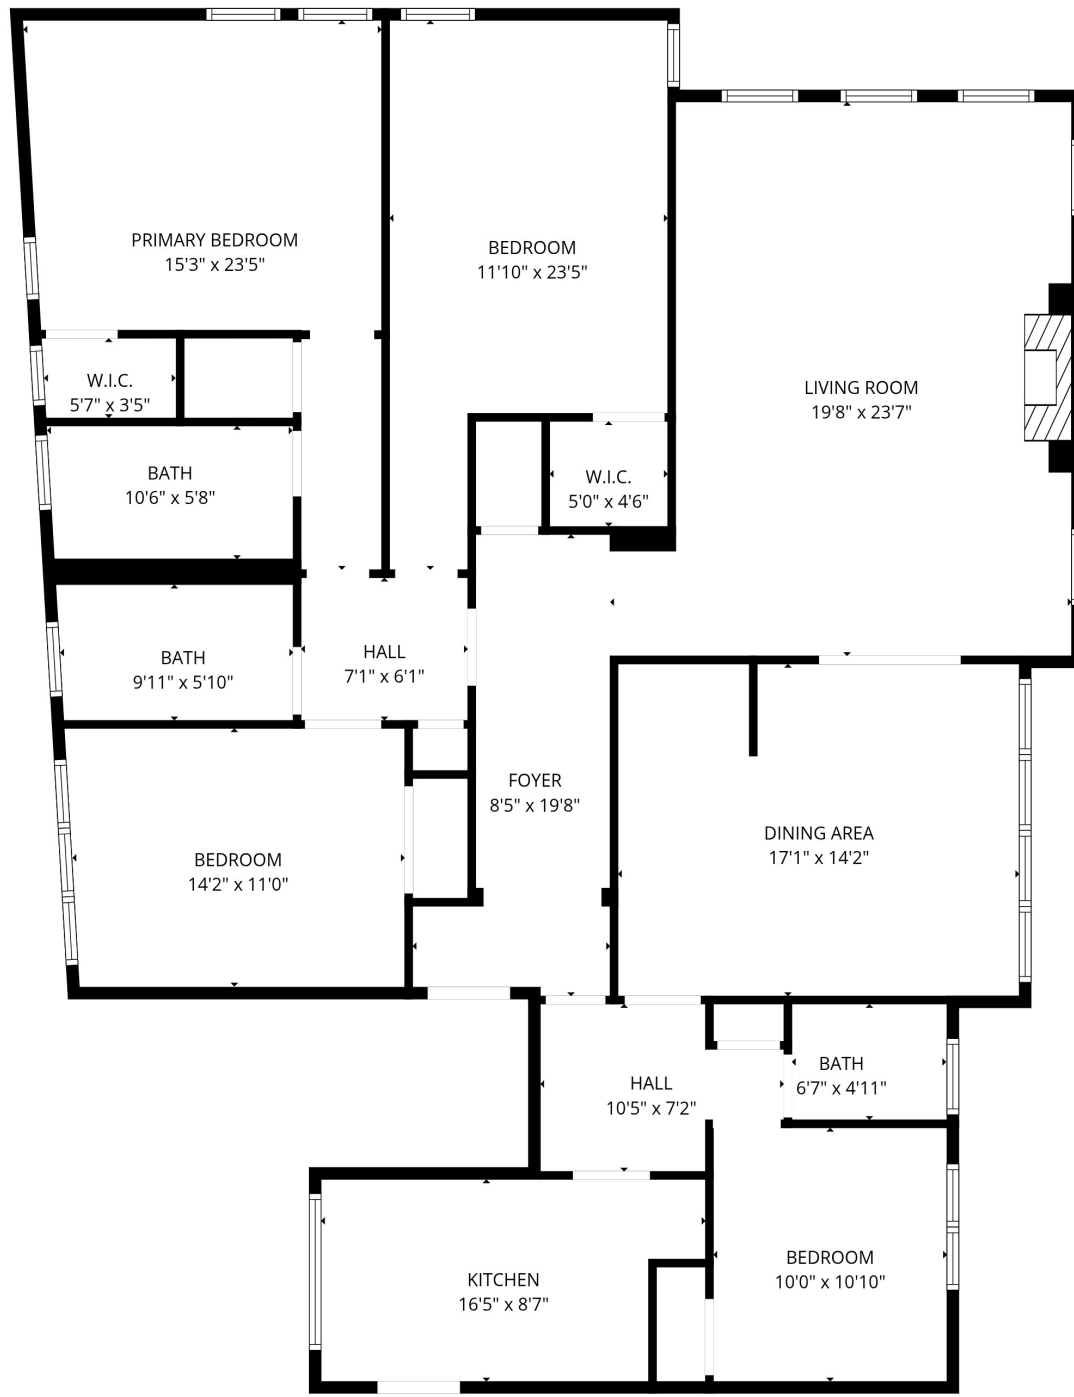 PRIMARY BEDROOM
15'3" x 23'5"
BEDROOM
11'10" x 23'5"
LIVING ROOM
19'8" x 23'7"
W.I.C.
5'7" x 3'5"
BATH
10'6" x 5'8"
W.I.C.
5'0" x 4'6"
BATH
9'11" x 5'10"
HALL
7'1" x 6'1"
FOYER
8'5" x 19'8"
BEDROOM
14'2" x 11'0"
DINING AREA
17'1" x 14'2"
HALL
10'5" x 7'2"
BATH
6'7" x 4'11"
KITCHEN
16'5" x 8'7"
BEDROOM
10'0" x 10'10"